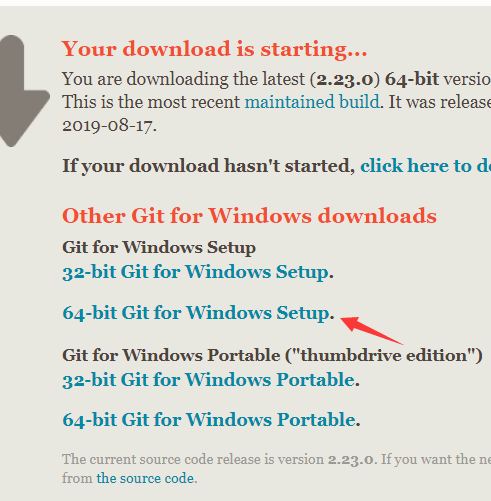 Your download is starting...
You are downloading the latest (2.23.0) 64-bit versio
This is the most recent maintained build. It was release
2019-08-17.
If your download hasn't started, click here to d
Other Git for Windows downloads
Git for Windows Setup
32-bit Git for Windows Setup.
64-bit Git for Windows Setup.
Git for Windows Portable ("thumbdrive edition")
32-bit Git for Windows Portable.
64-bit Git for Windows Portable.
The current source code release is version 2.23.0. If you want the ne
from the source code.